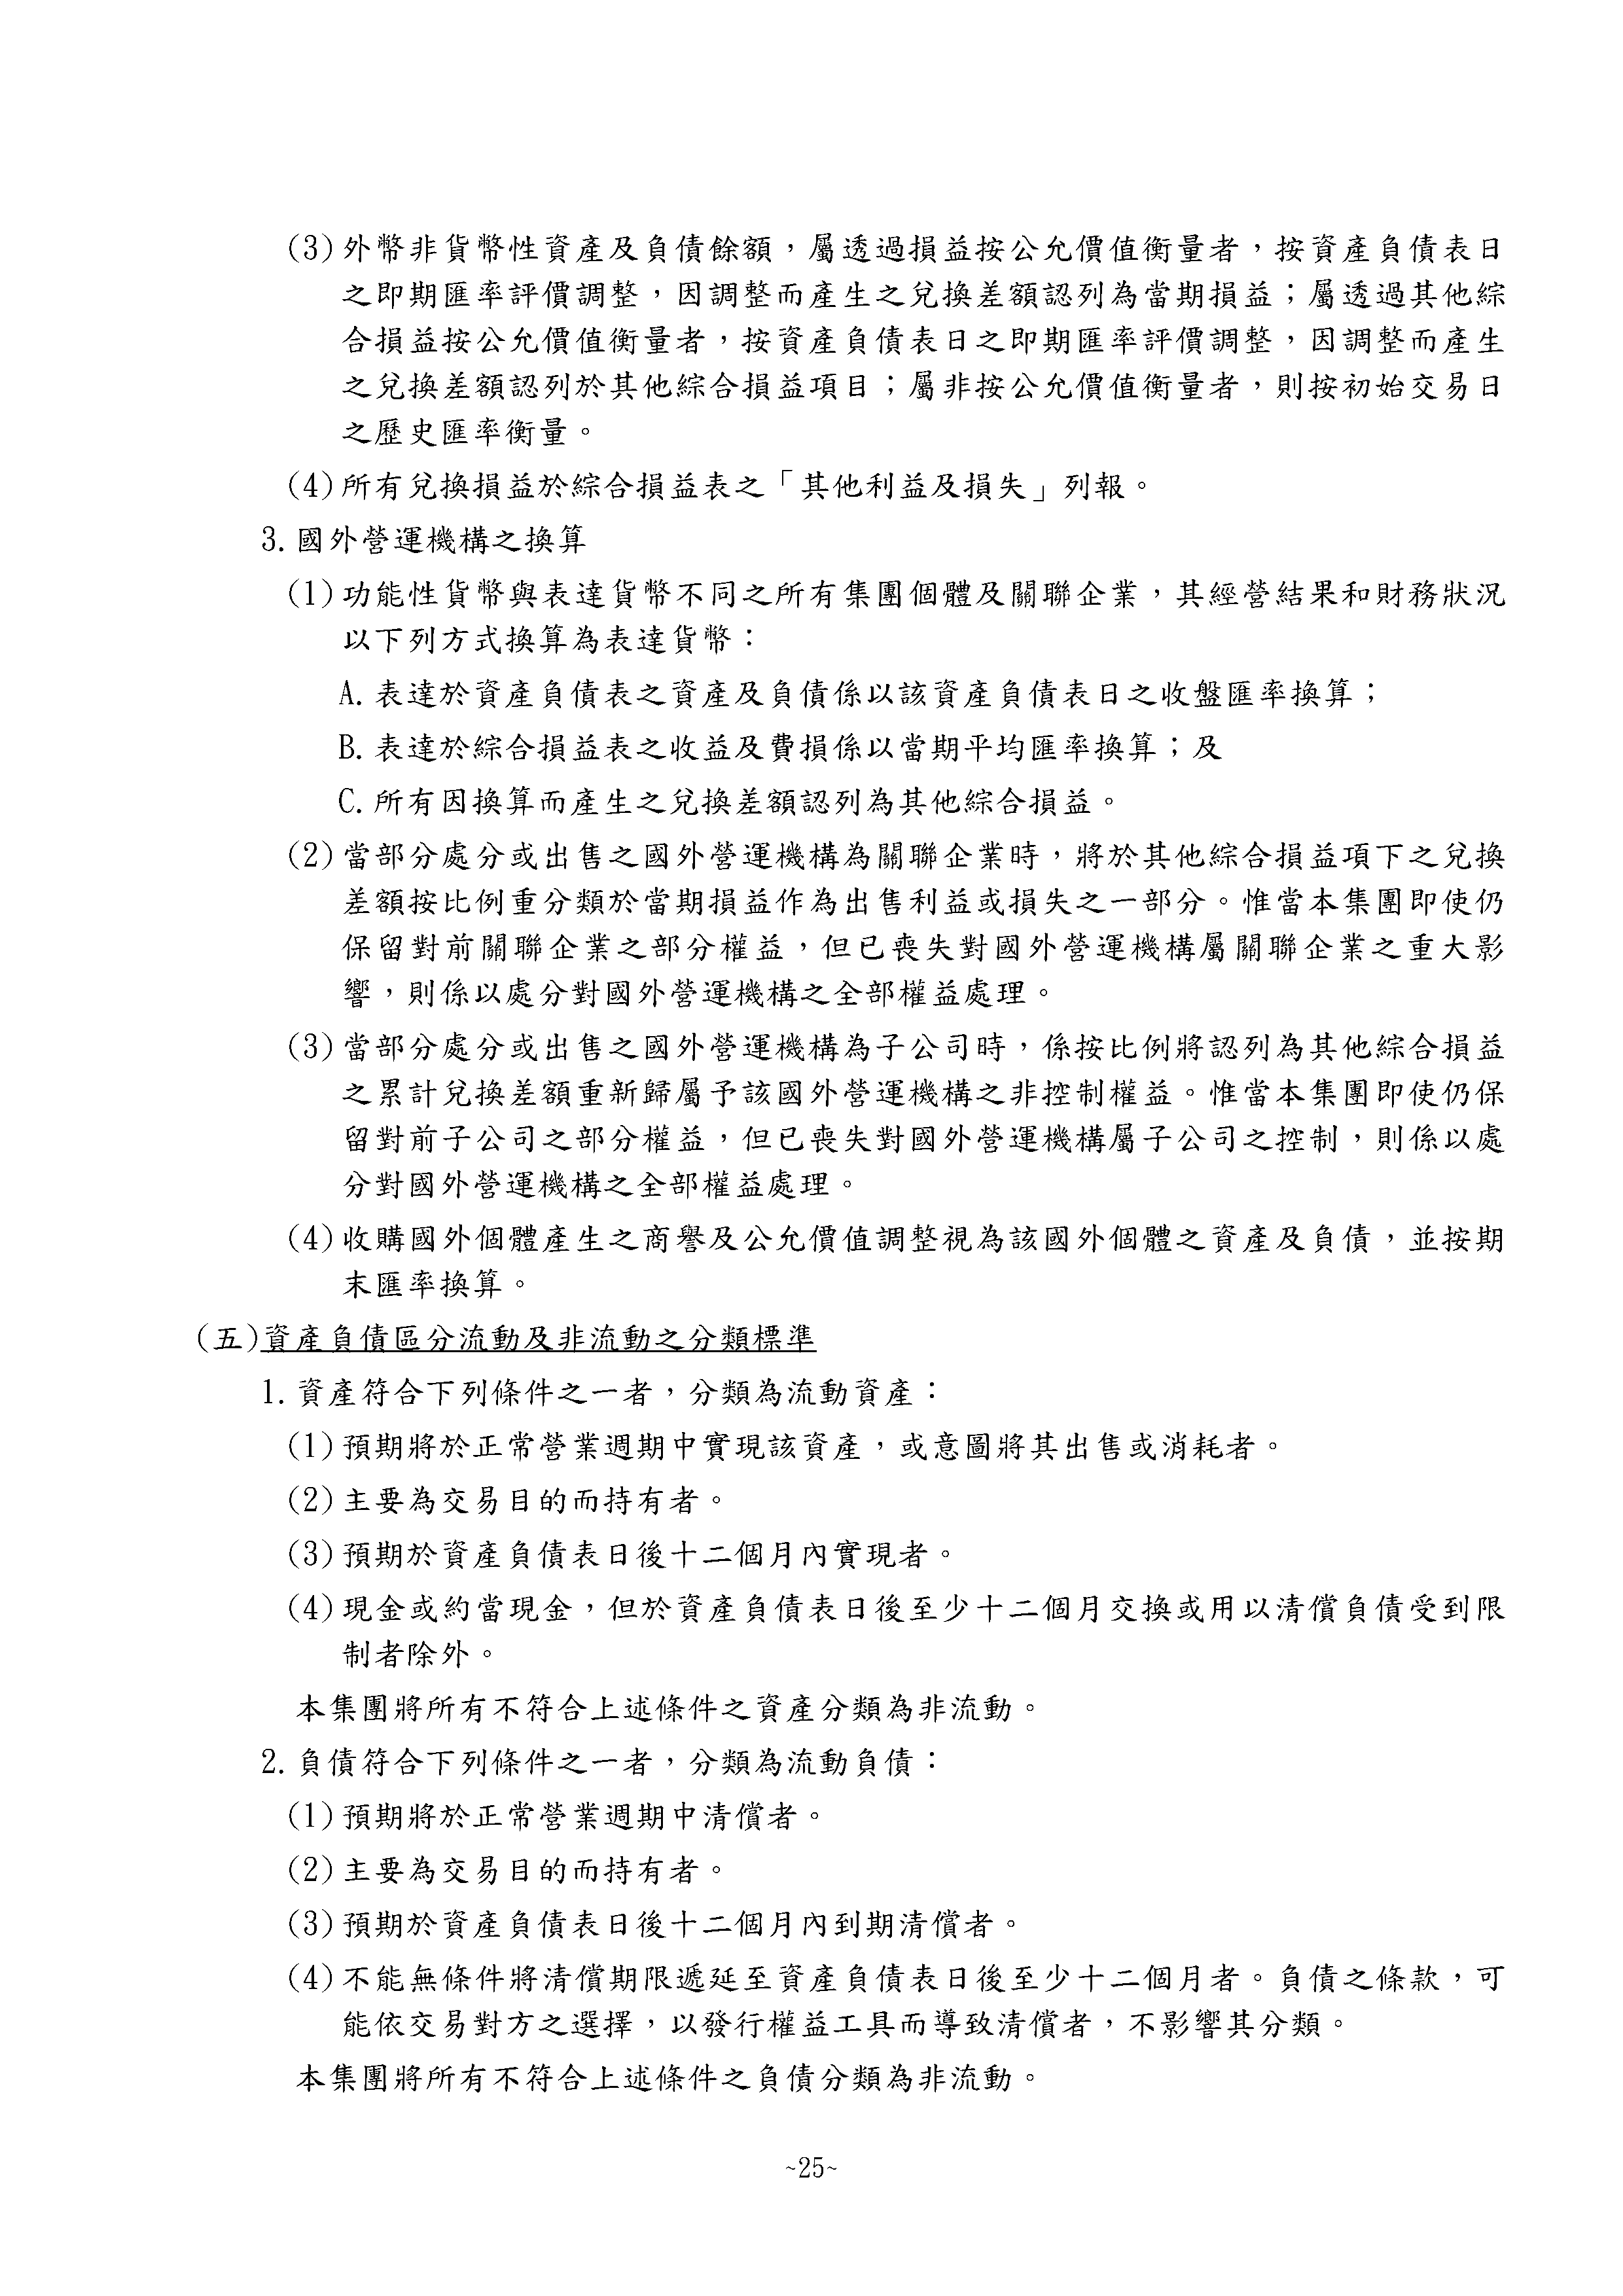 (3)外幣非貨幣性資產及負債餘額，屬透過損益按公允價值衡量者，按資產負債表日
之即期匯率評價調整，因調整而產生之兌換差額認列為當期損益；屬透過其他綜
合損益按公允價值衡量者，按資產負債表日之即期匯率評價調整，因調整而產生
之兌換差額認列於其他綜合損益項目；屬非按公允價值衡量者，則按初始交易日
之歷史匯率衡量。
(4)所有兌換損益於綜合損益表之「其他利益及損失」列報。
3.國外營運機構之換算
(1)功能性貨幣與表達貨幣不同之所有集團個體及關聯企業，其經營結果和財務狀況
以下列方式換算為表達貨幣：
A.表達於資產負債表之資產及負債係以該資產負債表日之收盤匯率換算；
B.表達於綜合損益表之收益及費損係以當期平均匯率換算；及
C.所有因換算而產生之兌換差額認列為其他綜合損益。
(2)當部分處分或出售之國外營運機構為關聯企業時，將於其他綜合損益項下之兌換
差額按比例重分類於當期損益作為出售利益或損失之一部分。惟當本集團即使仍
保留對前關聯企業之部分權益，但已喪失對國外營運機構屬關聯企業之重大影
響，則係以處分對國外營運機構之全部權益處理。
(3)當部分處分或出售之國外營運機構為子公司時，係按比例將認列為其他綜合損益
之累計兌換差額重新歸屬予該國外營運機構之非控制權益。惟當本集團即使仍保
留對前子公司之部分權益，但已喪失對國外營運機構屬子公司之控制，則係以處
分對國外營運機構之全部權益處理。
(4)收購國外個體產生之商譽及公允價值調整視為該國外個體之資產及負債，並按期
末匯率換算。
(五)資產負債區分流動及非流動之分類標準
1.資產符合下列條件之一者，分類為流動資產：
(1)預期將於正常營業週期中實現該資產，或意圖將其出售或消耗者。
(2)主要為交易目的而持有者。
(3)預期於資產負債表日後十二個月內實現者。
(4)現金或約當現金，但於資產負債表日後至少十二個月交換或用以清償負債受到限
制者除外。
本集團將所有不符合上述條件之資產分類為非流動。
2.負債符合下列條件之一者，分類為流動負債：
(1)預期將於正常營業週期中清償者。
(2)主要為交易目的而持有者。
(3)預期於資產負債表日後十二個月內到期清償者。
(4)不能無條件將清償期限遞延至資產負債表日後至少十二個月者。負債之條款，可
能依交易對方之選擇，以發行權益工具而導致清償者，不影響其分類。
本集團將所有不符合上述條件之負債分類為非流動。
~25~